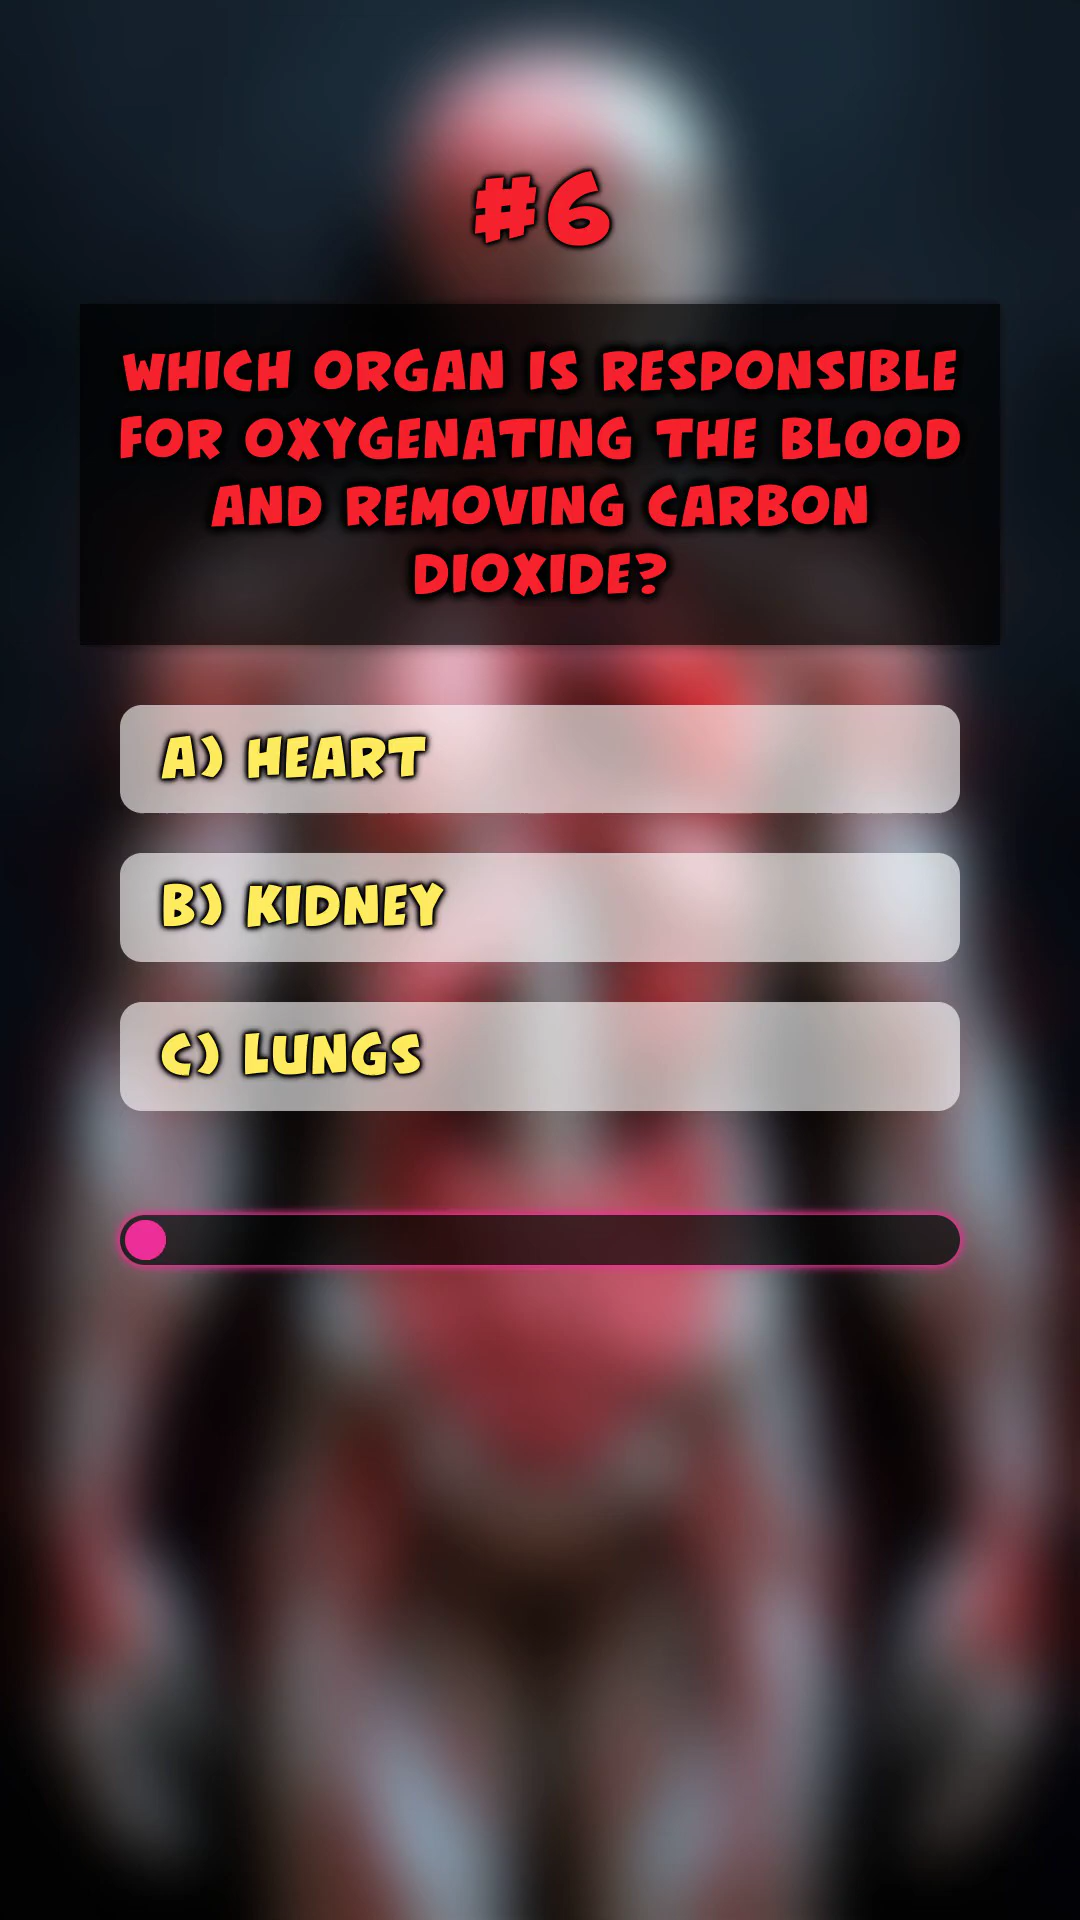 #6
WHICH ORGAN IS RESPONSIBLE
FOR OXYGENATING THE BLOOD
AND REMOVING CARBON
DIOXIDE?
A) HEART
B) KIDNEY
C) LUNGS